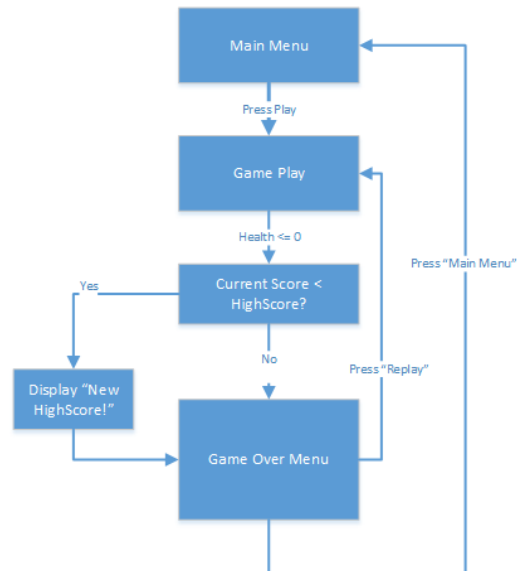 Main Menu
Press Play
Game Play
Health <= 0
Press “Main Menu”
Current Score <
HighScore?
Yes
No
Press “Replay”
Display “New
HighScore!”
Game Over Menu